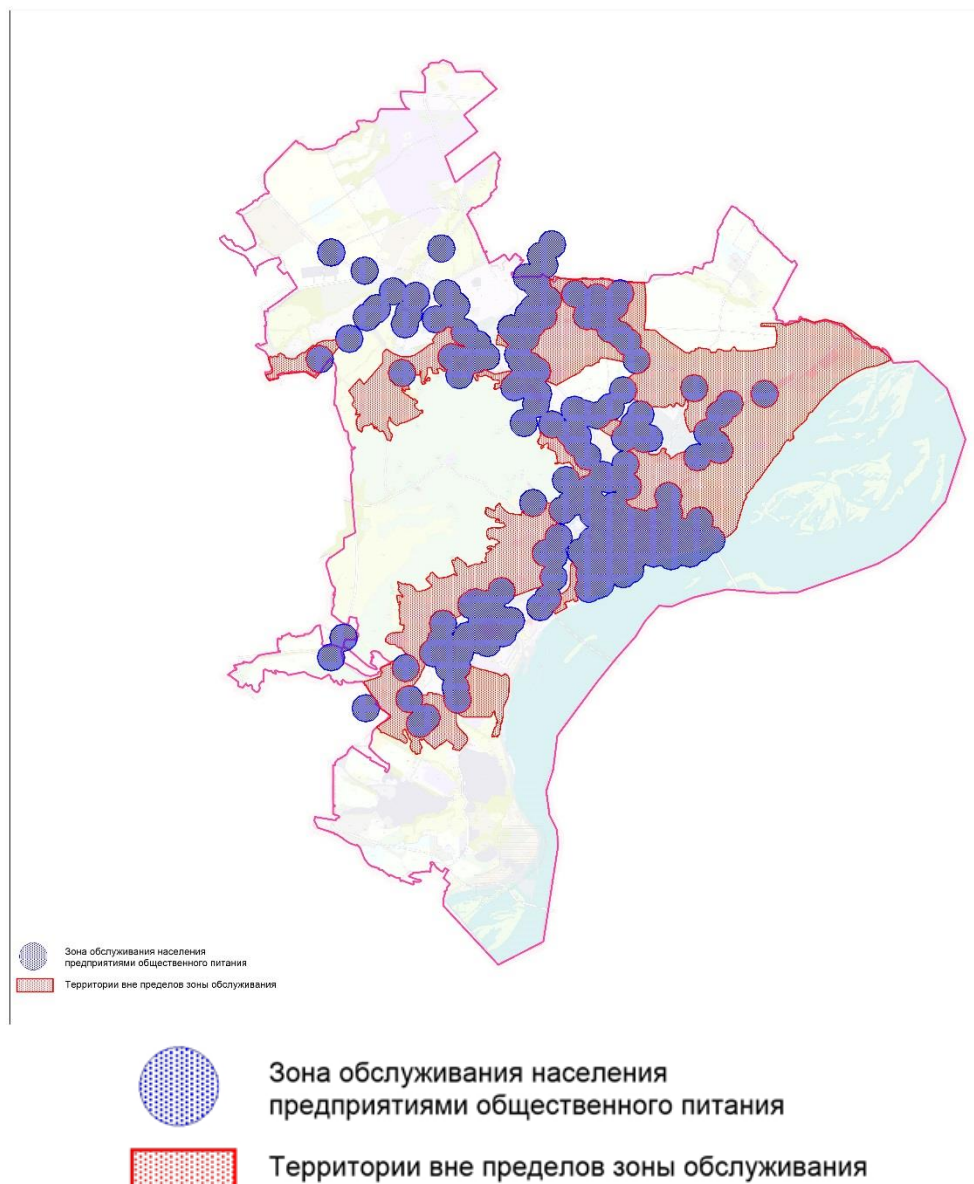 Зона обслуживания населения
предприятиями общественного питания
Территории вне пределов зоны обслуживания
Зона обслуживания населения
предприятиями общественного питания
Территории вне пределов зоны обслуживания